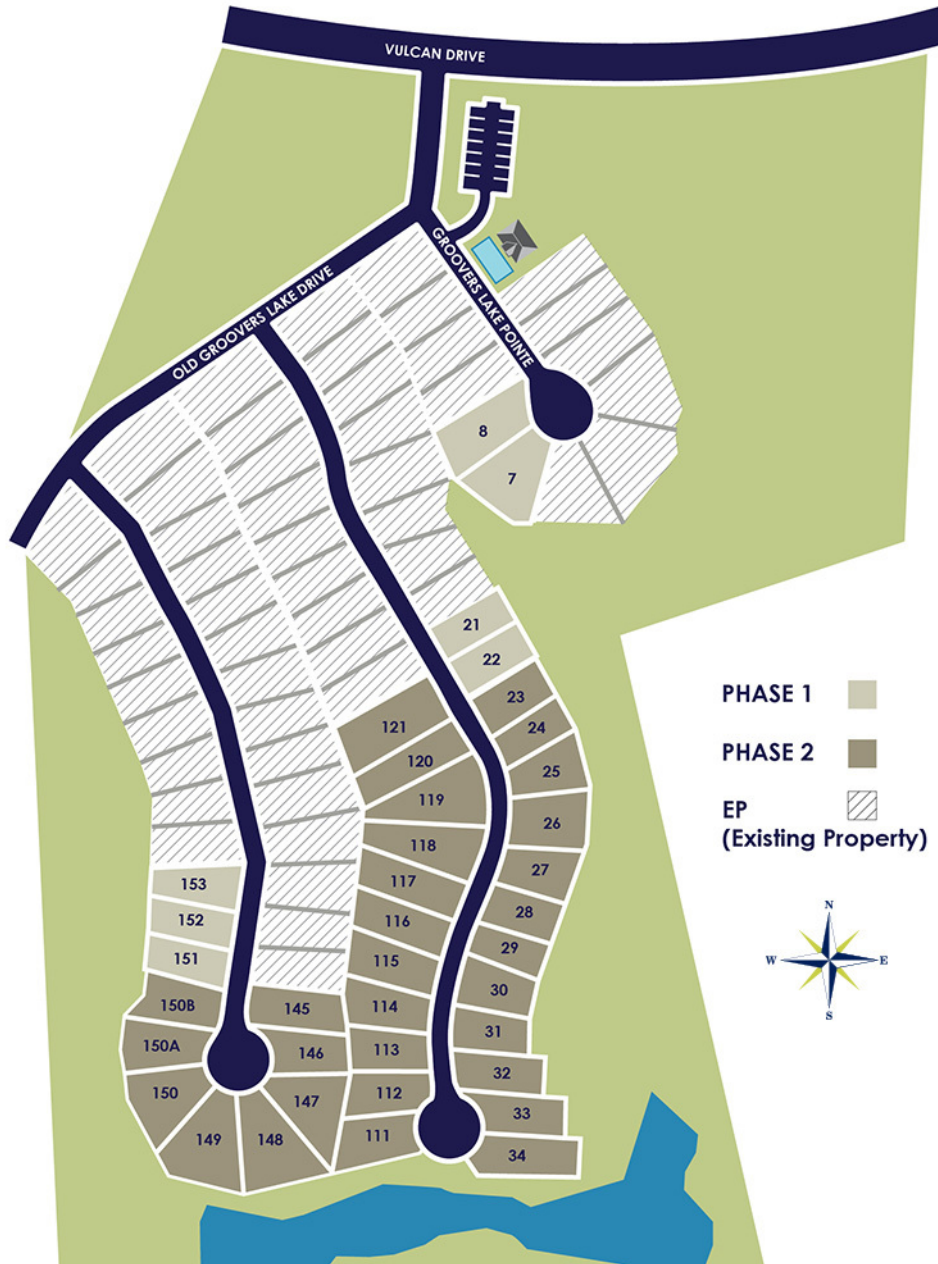 VULCAN DRIVE
OLD GROOVERS LAKE DRIVE
GROOVERS LAKE POINTE
8
7
21
22
23
24
25
26
27
28
29
30
31
32
33
34
121
120
119
118
117
116
115
114
113
112
111
153
152
151
150B
150A
150
149
148
147
146
145
PHASE 1
PHASE 2
EP
(Existing Property)
N
W
E
S